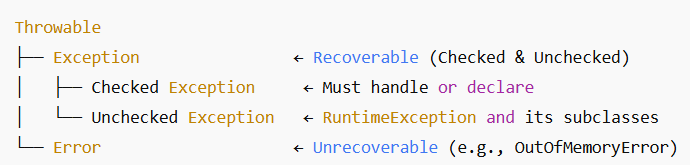 Throwable
├── Exception ← Recoverable (Checked & Unchecked)
│ ├── Checked Exception ← Must handle or declare
│ └── Unchecked Exception ← RuntimeException and its subclasses
└── Error ← Unrecoverable (e.g., OutOfMemoryError)